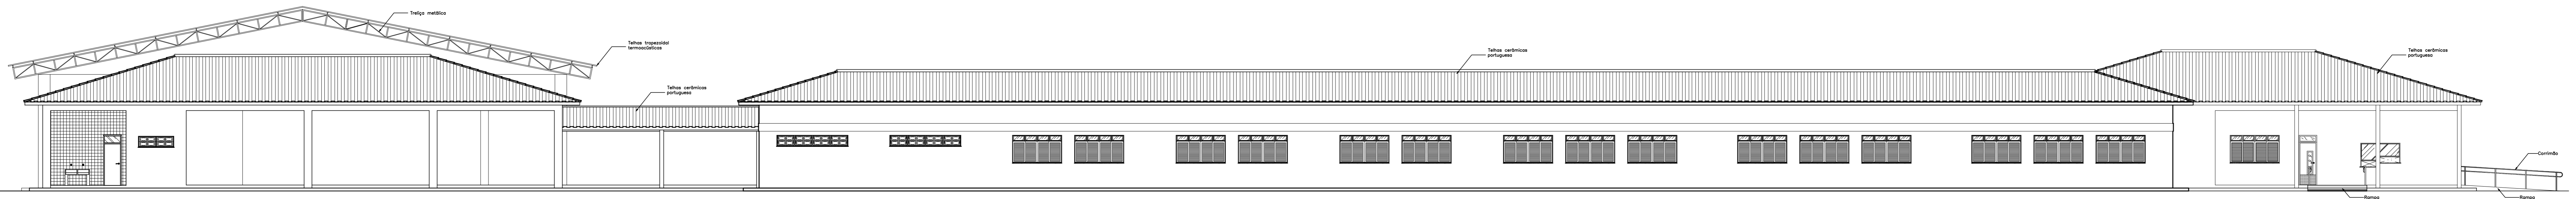 Treliça metálica
Telhas trapezoidal
termoacústicas
Telhas cerâmicas
portuguesa
Telhas cerâmicas
portuguesa
Telhas cerâmicas
portuguesa
Corrimão
Rampa
Rampa